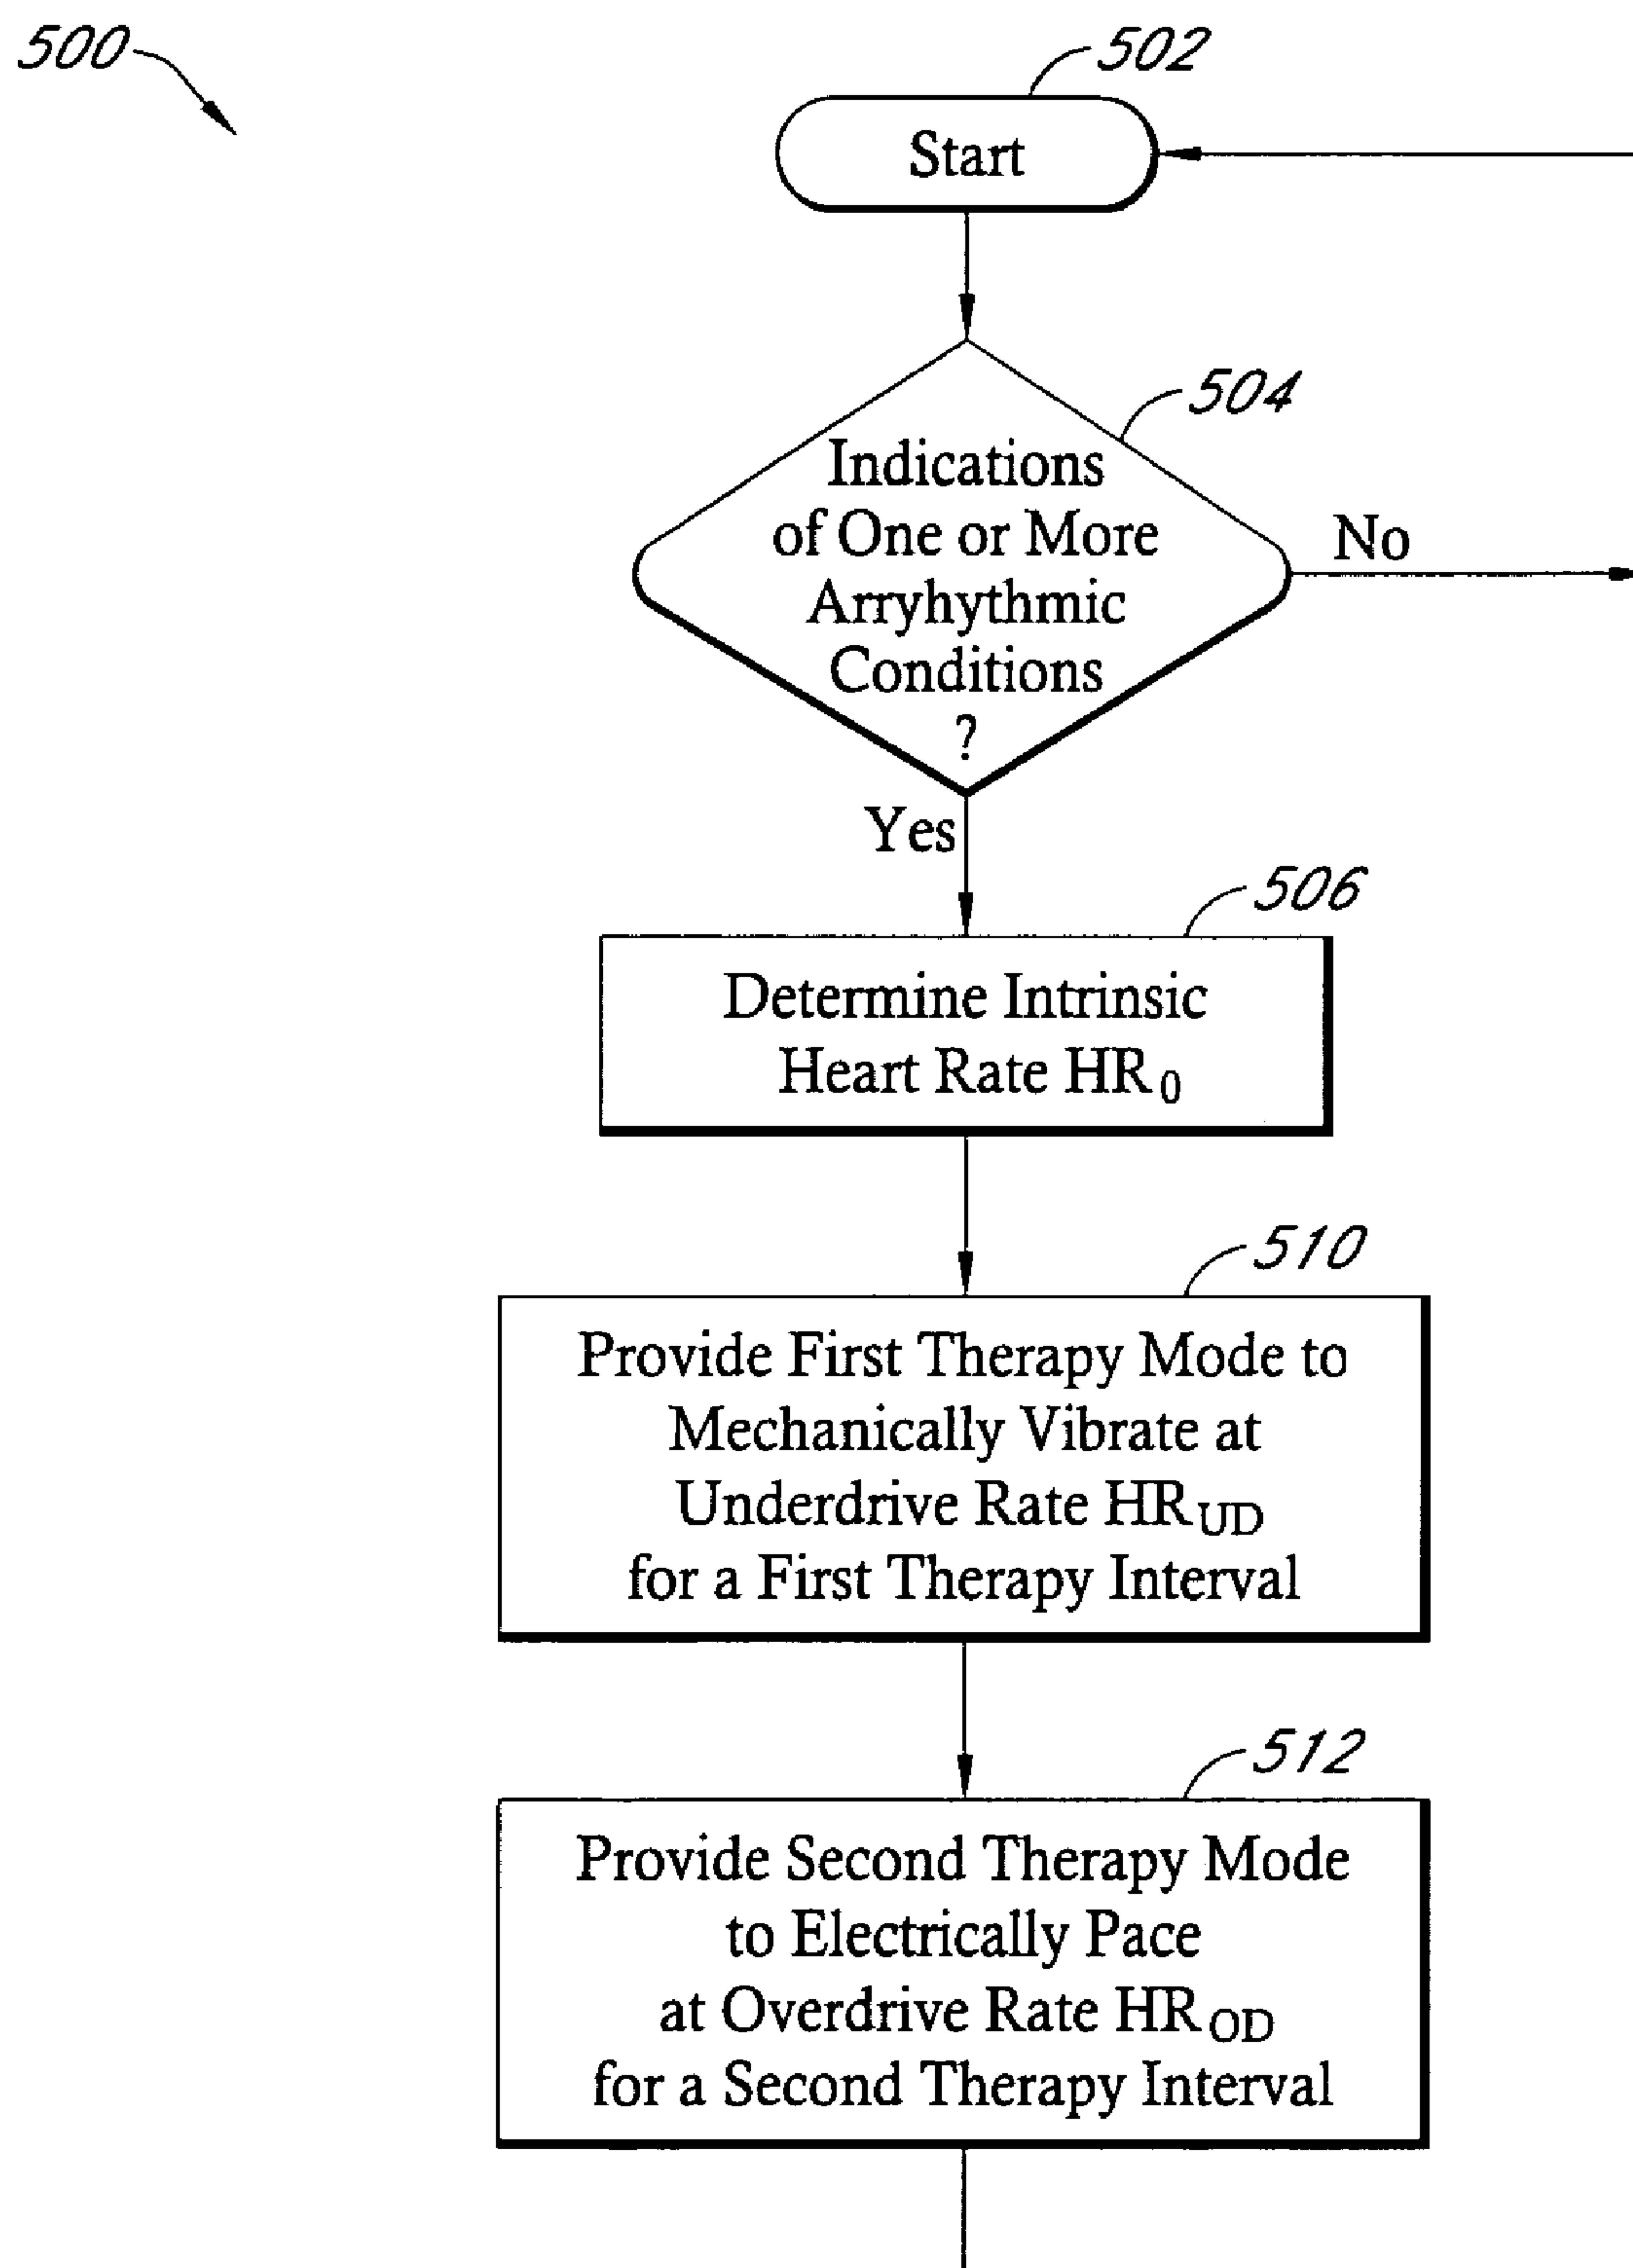 500
502
Start
504
Indications
of One or More
Arryhythmic
Conditions
?
No
Yes
506
Determine Intrinsic
Heart Rate HR0
510
Provide First Therapy Mode to
Mechanically Vibrate at
Underdrive Rate HRUD
for a First Therapy Interval
512
Provide Second Therapy Mode
to Electrically Pace
at Overdrive Rate HROD
for a Second Therapy Interval